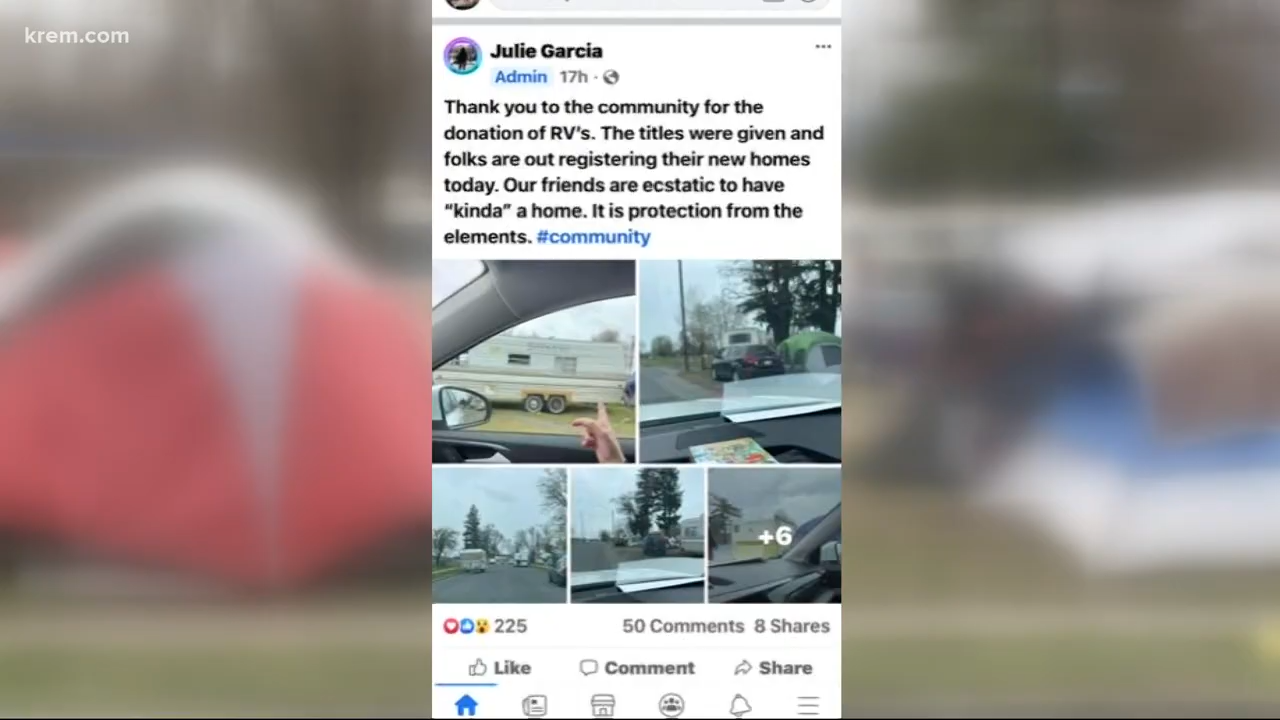 krem.com
Julie Garcia
Admin 17h ·
Thank you to the community for the
donation of RV's. The titles were given and
folks are out registering their new homes
today. Our friends are ecstatic to have
“kinda” a home. It is protection from the
elements. #community
+6
225 50 Comments 8 Shares
Like Comment Share